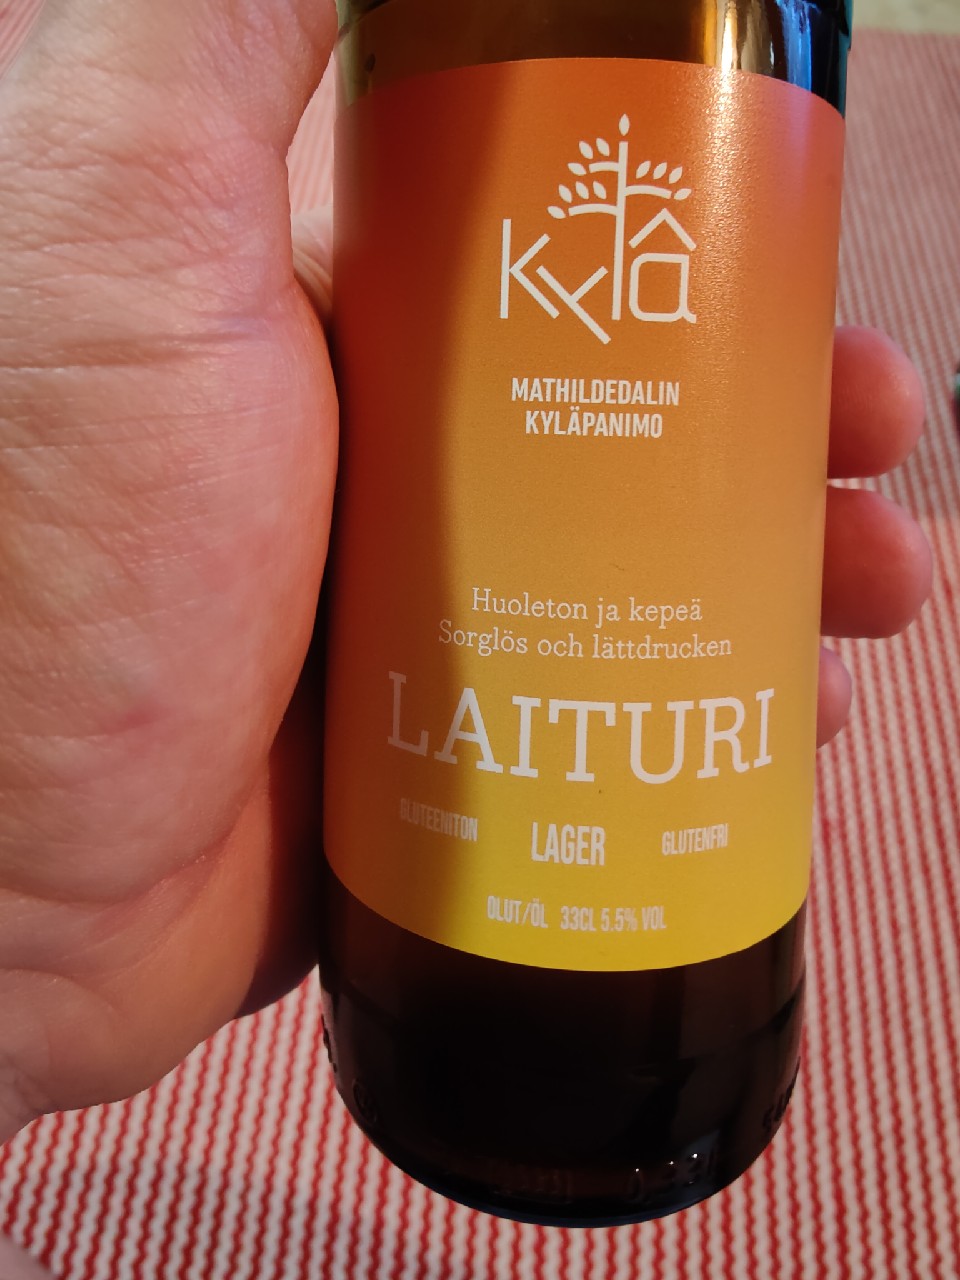 kylä
MATHILDEDALIN
KYLÄPANIMO
Huoleton ja kepeä
Sorglös och lättdrucken
LAITURI
GLUTEENITON LAGER GLUTENFRI
OLUT/ÖL 33CL 5.5% VOL